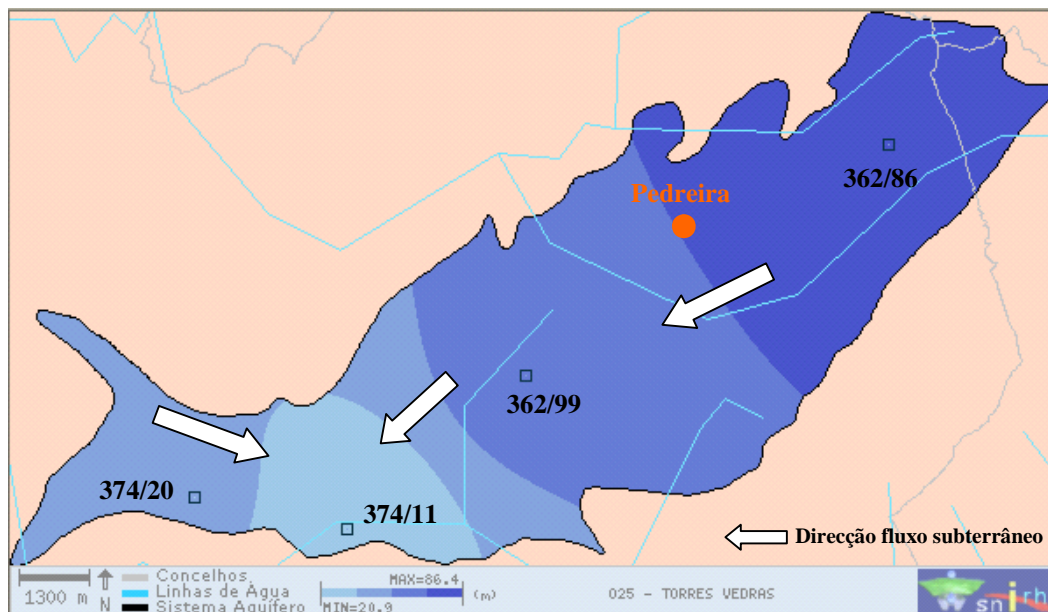 362/86
Pedreira
362/99
374/20
374/11
Direcção fluxo subterrâneo
1300 m
N
Concelhos
Linhas de Água
Sistema Aquífero
MAX=86.4
MIN=20.9
(m)
025 - TORRES VEDRAS
snirh